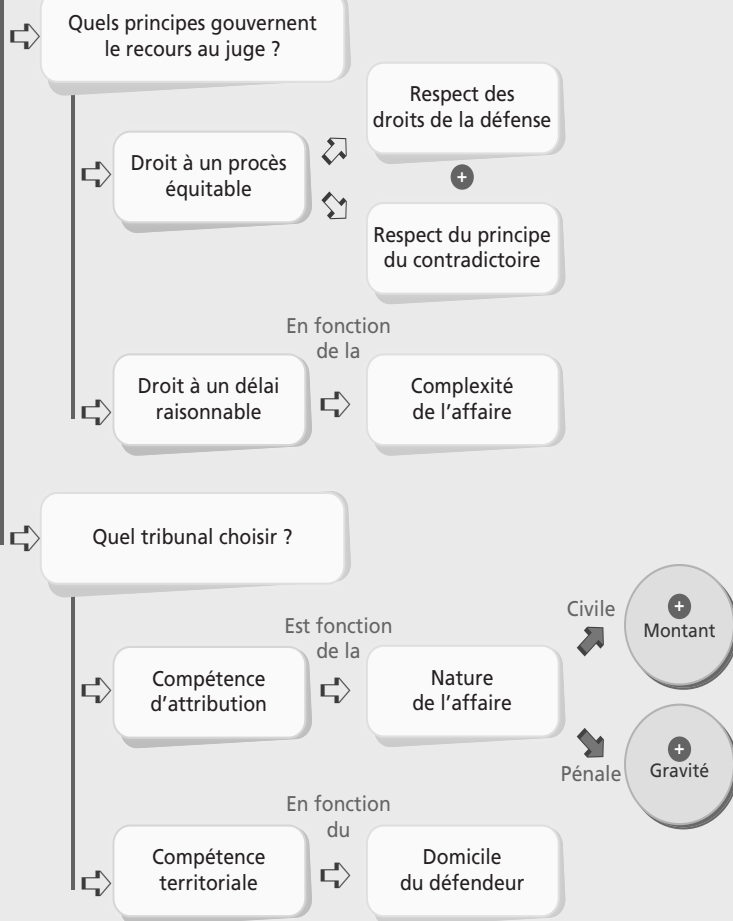 Quels principes gouvernent
le recours au juge ?
Droit à un procès
équitable
Respect des
droits de la défense
+
Respect du principe
du contradictoire
Droit à un délai
raisonnable
En fonction
de la
Complexité
de l'affaire
Quel tribunal choisir ?
Compétence
d'attribution
Est fonction
de la
Nature
de l'affaire
Civile
+
Montant
Pénale
+
Gravité
Compétence
territoriale
En fonction
du
Domicile
du défendeur